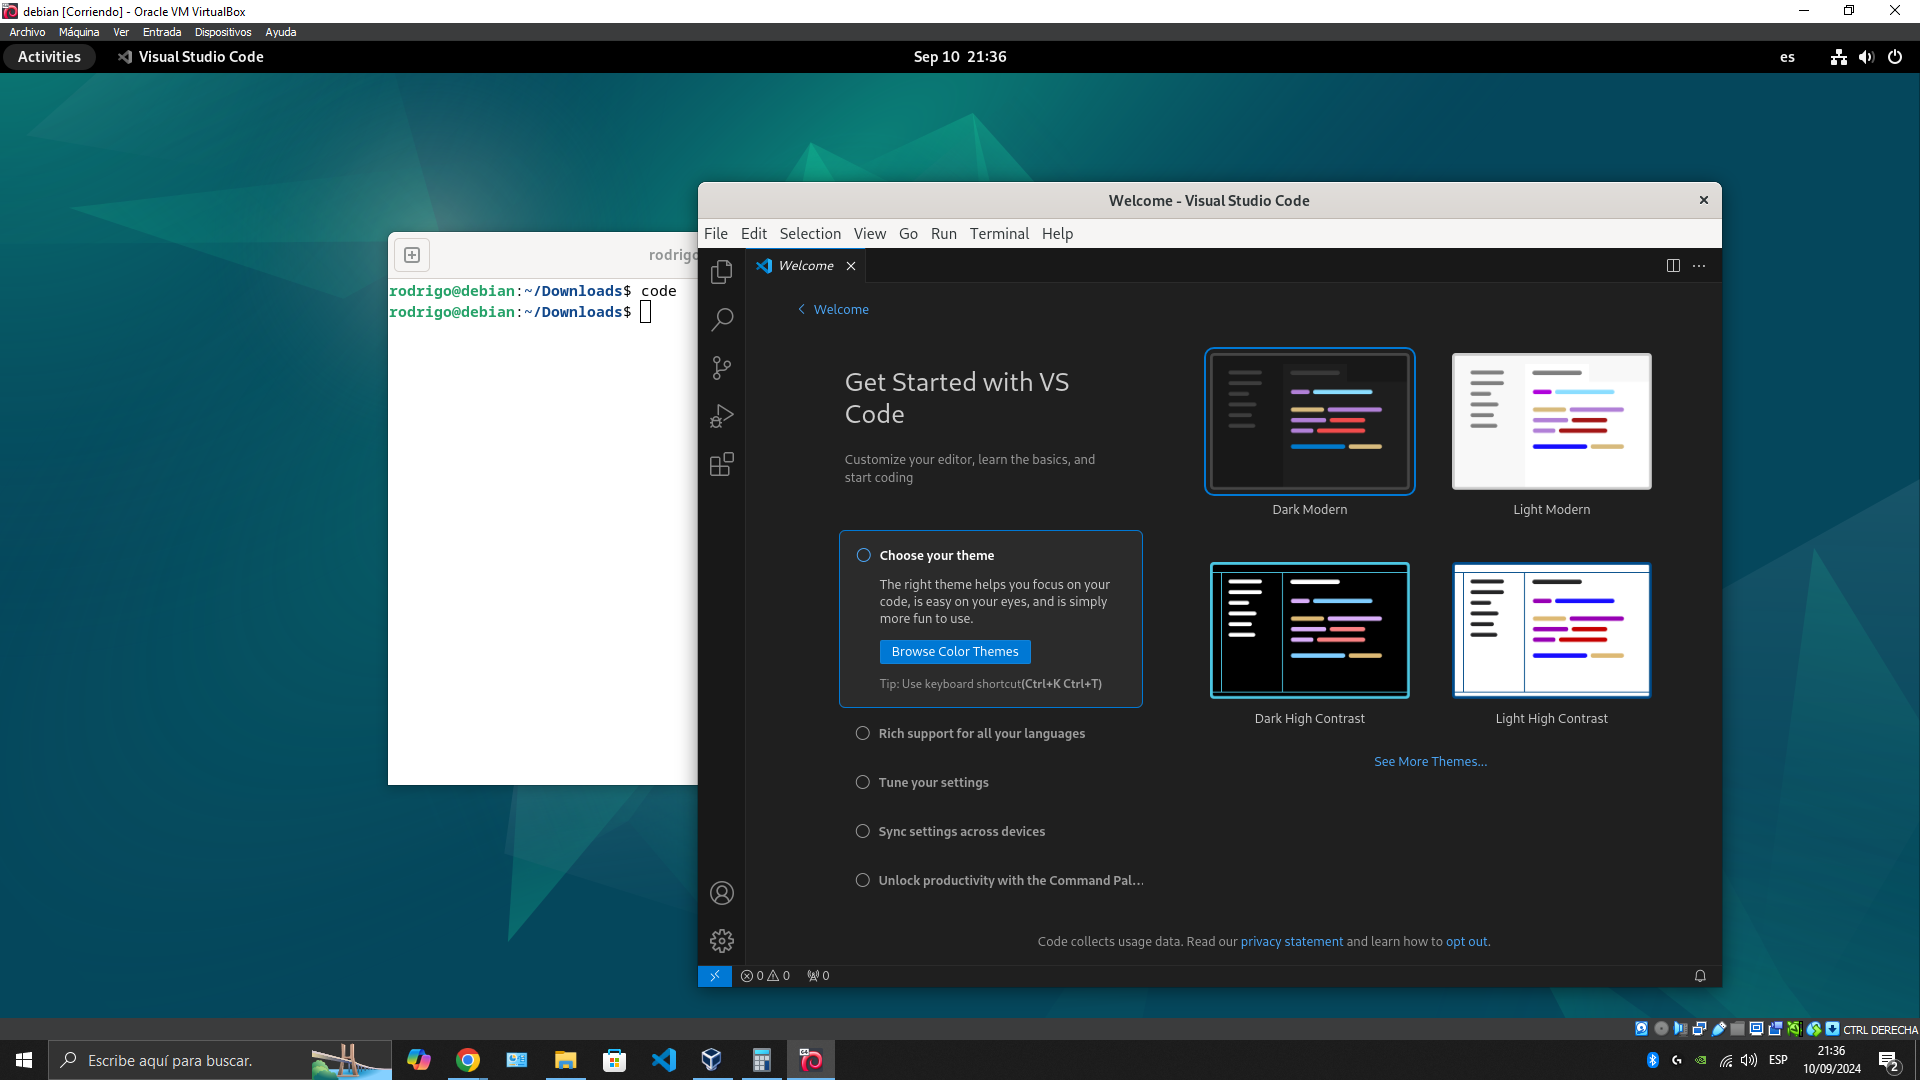 debian [Corriendo] - Oracle VM VirtualBox
Archivo Máquina Ver Entrada Dispositivos Ayuda
Activities Visual Studio Code Sep 10 21:36 es
Welcome - Visual Studio Code
File Edit Selection View Go Run Terminal Help
rodrigo
rodrigo@debian:~/Downloads$ code
rodrigo@debian:~/Downloads$
Welcome
Welcome
Get Started with VS
Code
Customize your editor, learn the basics, and
start coding
Choose your theme
The right theme helps you focus on your
code, is easy on your eyes, and is simply
more fun to use.
Browse Color Themes
Tip: Use keyboard shortcut(Ctrl+K Ctrl+T)
Rich support for all your languages
Tune your settings
Sync settings across devices
Unlock productivity with the Command Pal...
Dark Modern
Light Modern
Dark High Contrast
Light High Contrast
See More Themes...
Code collects usage data. Read our privacy statement and learn how to opt out.
0 0 0
CTRL DERECHA
Escribe aquí para buscar.
ESP
21:36
10/09/2024
2